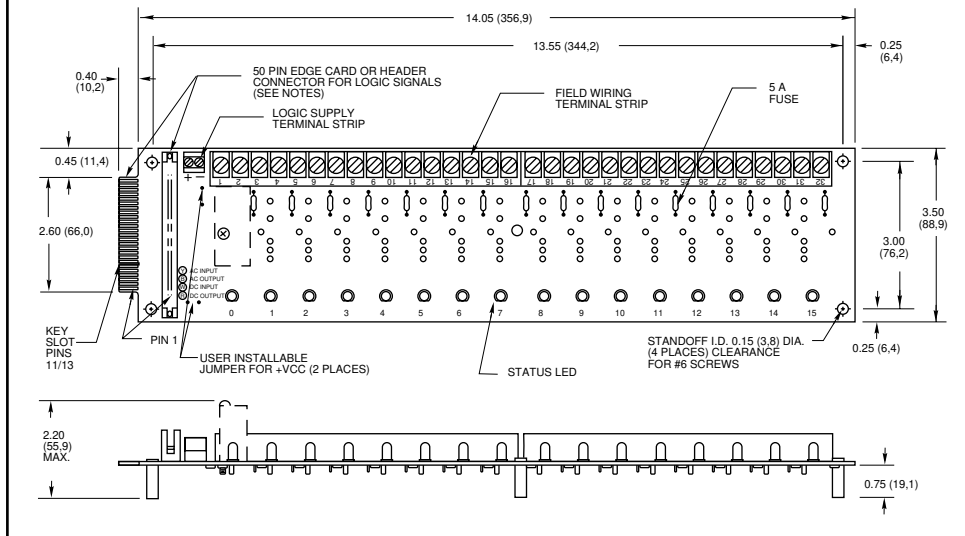 14.05 (356,9)
13.55 (344,2)
0.25
(6,4)
0.40
(10,2)
50 PIN EDGE CARD OR HEADER
CONNECTOR FOR LOGIC SIGNALS
(SEE NOTES)
LOGIC SUPPLY
TERMINAL STRIP
FIELD WIRING
TERMINAL STRIP
5 A
FUSE
0.45 (11,4)
+ –
1 2 3 4 5 6 7 8 9 10 11 12 13 14 15 16 17 18 19 20 21 22 23 24 25 26 27 28 29 30 31 32
2.60 (66,0)
3.50
(88,9)
3.00
(76,2)
Y AC INPUT
B AC OUTPUT
W DC INPUT
R DC OUTPUT
0 1 2 3 4 5 6 7 8 9 10 11 12 13 14 15
KEY
SLOT
PINS
11/13
PIN 1
USER INSTALLABLE
JUMPER FOR +VCC (2 PLACES)
STATUS LED
STANDOFF I.D. 0.15 (3,8) DIA.
(4 PLACES) CLEARANCE
FOR #6 SCREWS
0.25 (6,4)
2.20
(55,9)
MAX.
0.75 (19,1)